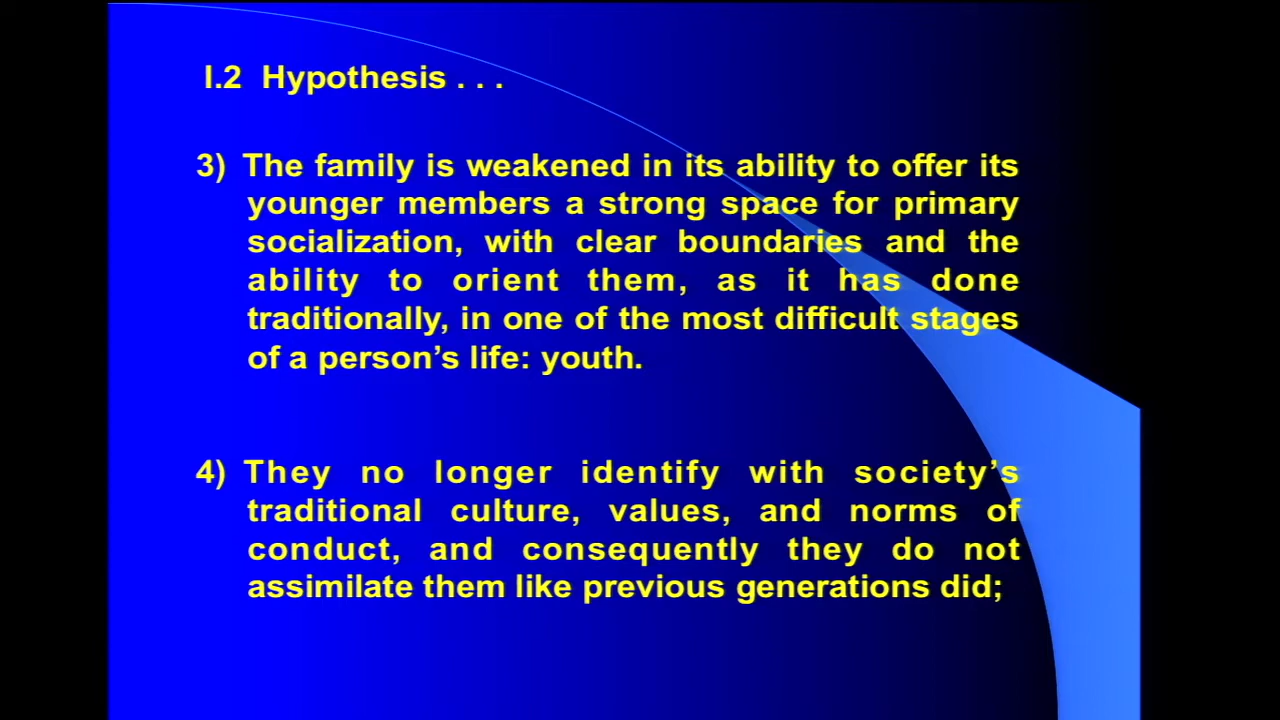 I.2 Hypothesis . . .
3) The family is weakened in its ability to offer its
younger members a strong space for primary
socialization, with clear boundaries and the
ability to orient them, as it has done
traditionally, in one of the most difficult stages
of a person’s life: youth.
4) They no longer identify with society’s
traditional culture, values, and norms of
conduct, and consequently they do not
assimilate them like previous generations did;